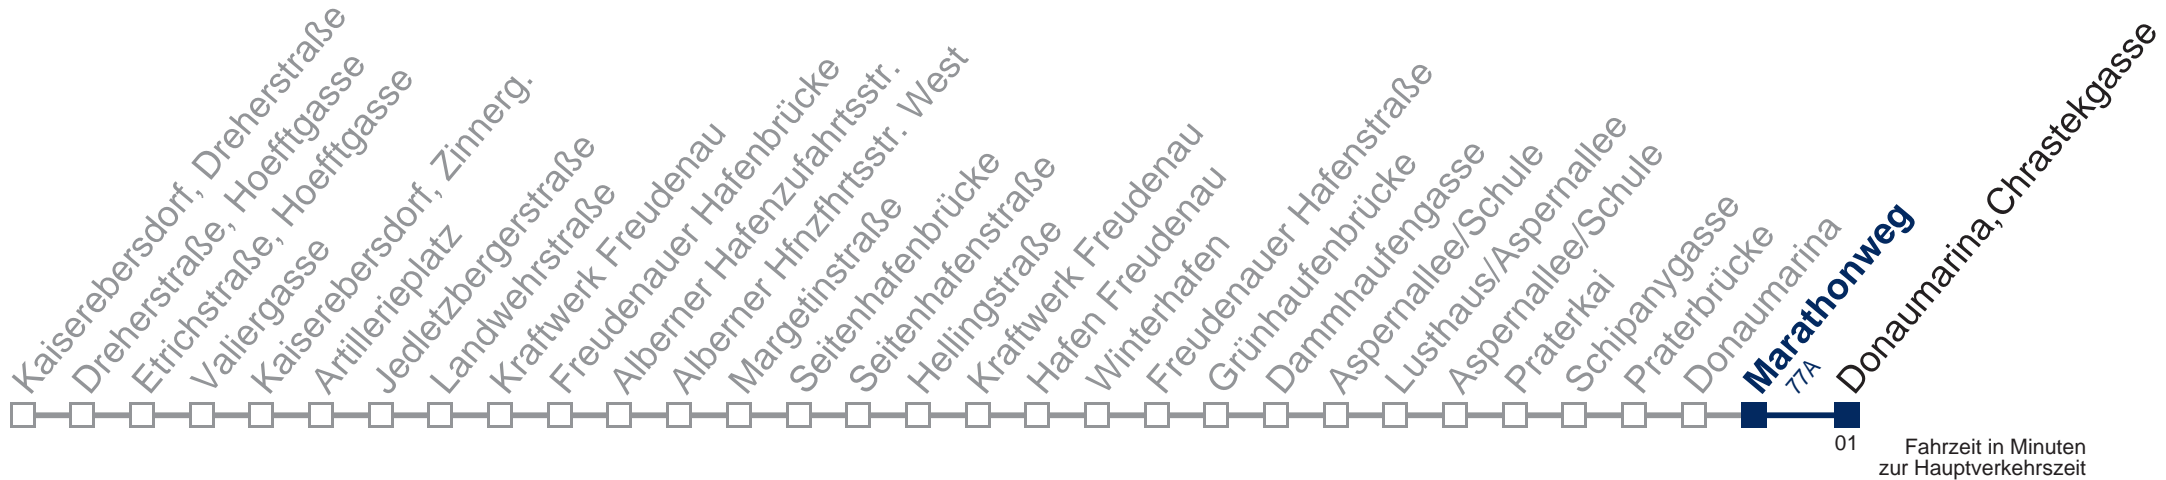 Kaiserebersdorf, Dreherstraße
Dreherstraße, Hoefftgasse
Etrichstraße, Hoefftgasse
Valiergasse
Kaiserebersdorf, Zinnerg.
Artillerieplatz
Jedletzbergerstraße
Landwehrstraße
Kraftwerk Freudenau
Freudenauer Hafenbrücke
Alberner Hafenzufahrtsstr.
Alberner Hfnzfhrtsstr. West
Margetinstraße
Seitenhafenbrücke
Seitenhafenstraße
Hellingstraße
Kraftwerk Freudenau
Hafen Freudenau
Winterhafen
Freudenauer Hafenstraße
Grünhaufenbrücke
Dammhaufengasse
Aspernallee/Schule
Lusthaus/Aspernallee
Aspernallee/Schule
Praterkai
Schipanygasse
Praterbrücke
Donaumarina
Marathonweg
77A
Donaumarina, Chrastekgasse
01
Fahrzeit in Minuten
zur Hauptverkehrszeit